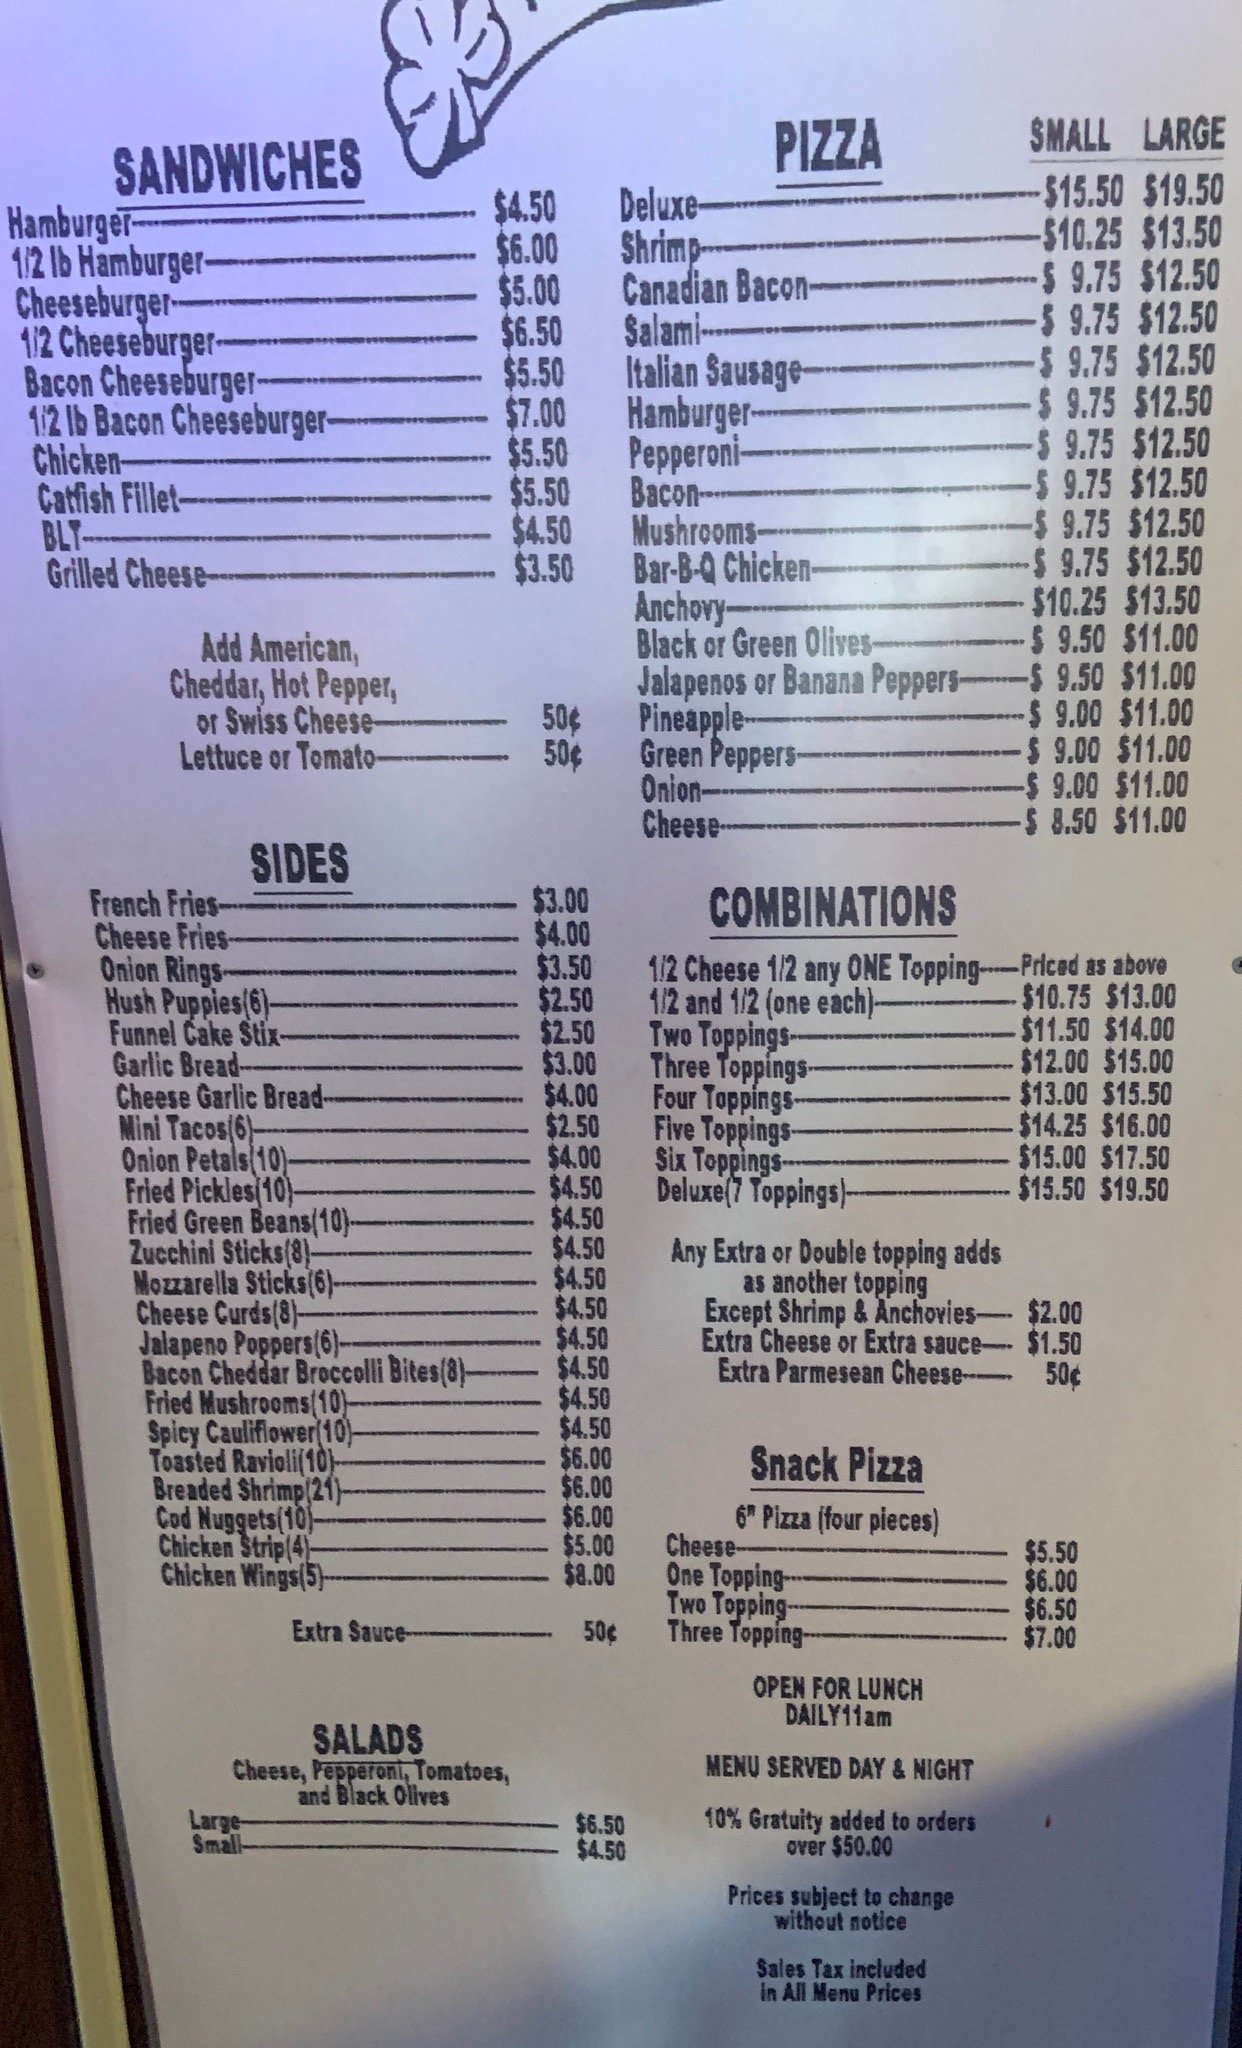 SANDWICHES
Hamburger $4.50
1/2 lb Hamburger $6.00
Cheeseburger $5.00
1/2 Cheeseburger $6.50
Bacon Cheeseburger $5.50
1/2 lb Bacon Cheeseburger $7.00
Chicken $5.50
Catfish Fillet $5.50
BLT $4.50
Grilled Cheese $3.50
Add American,
Cheddar, Hot Pepper,
or Swiss Cheese 50¢
Lettuce or Tomato 50¢
SIDES
French Fries $3.00
Cheese Fries $4.00
Onion Rings $3.50
Hush Puppies(6) $2.50
Funnel Cake Stix $2.50
Garlic Bread $3.00
Cheese Garlic Bread $4.00
Mini Tacos(6) $2.50
Onion Petals(10) $4.00
Fried Pickles(10) $4.50
Fried Green Beans(10) $4.50
Zucchini Sticks(8) $4.50
Mozzarella Sticks(6) $4.50
Cheese Curds(8) $4.50
Jalapeno Poppers(6) $4.50
Bacon Cheddar Broccolli Bites(8) $4.50
Fried Mushrooms(10) $4.50
Spicy Cauliflower(10) $4.50
Toasted Ravioli(10) $6.00
Breaded Shrimp(21) $6.00
Cod Nuggets(10) $6.00
Chicken Strip(4) $5.00
Chicken Wings(5) $8.00
Extra Sauce 50¢
SALADS
Cheese, Pepperoni, Tomatoes,
and Black Olives
Large $6.50
Small $4.50
PIZZA SMALL LARGE
Deluxe $15.50 $19.50
Shrimp $10.25 $13.50
Canadian Bacon $ 9.75 $12.50
Salami $ 9.75 $12.50
Italian Sausage $ 9.75 $12.50
Hamburger $ 9.75 $12.50
Pepperoni $ 9.75 $12.50
Bacon $ 9.75 $12.50
Mushrooms $ 9.75 $12.50
Bar-B-Q Chicken $ 9.75 $12.50
Anchovy $10.25 $13.50
Black or Green Olives $ 9.50 $11.00
Jalapenos or Banana Peppers $ 9.50 $11.00
Pineapple $ 9.00 $11.00
Green Peppers $ 9.00 $11.00
Onion $ 9.00 $11.00
Cheese $ 8.50 $11.00
COMBINATIONS
1/2 Cheese 1/2 any ONE Topping Priced as above
1/2 and 1/2 (one each) $10.75 $13.00
Two Toppings $11.50 $14.00
Three Toppings $12.00 $15.00
Four Toppings $13.00 $15.50
Five Toppings $14.25 $16.00
Six Toppings $15.00 $17.50
Deluxe(7 Toppings) $15.50 $19.50
Any Extra or Double topping adds
as another topping
Except Shrimp & Anchovies $2.00
Extra Cheese or Extra sauce $1.50
Extra Parmesean Cheese 50¢
Snack Pizza
6" Pizza (four pieces)
Cheese $5.50
One Topping $6.00
Two Topping $6.50
Three Topping $7.00
OPEN FOR LUNCH
DAILY11am
MENU SERVED DAY & NIGHT
10% Gratuity added to orders
over $50.00
Prices subject to change
without notice
Sales Tax included
in All Menu Prices